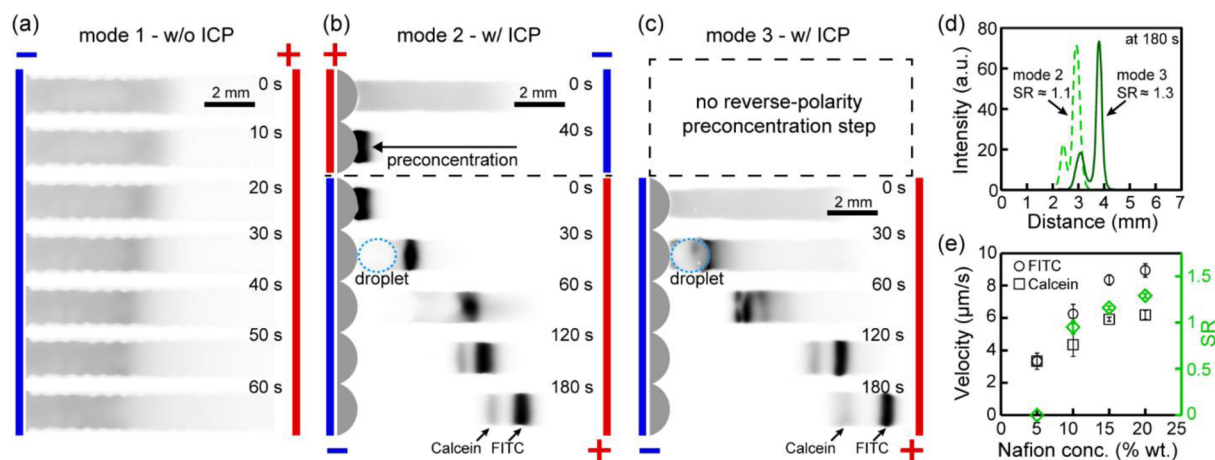 (a)
mode 1 - w/o ICP
− +
0 s
2 mm
10 s
20 s
30 s
40 s
50 s
60 s
(b)
mode 2 - w/ ICP
+ −
0 s
2 mm
40 s
preconcentration
0 s
30 s
droplet
60 s
120 s
180 s
Calcein FITC
− +
(c)
mode 3 - w/ ICP
no reverse-polarity
preconcentration step
0 s
2 mm
30 s
droplet
60 s
120 s
180 s
Calcein FITC
− +
(d)
80
60
40
20
0
Intensity (a.u.)
at 180 s
mode 2
SR ≈ 1.1
mode 3
SR ≈ 1.3
0 1 2 3 4 5 6 7
Distance (mm)
(e)
10
8
6
4
2
0
Velocity (µm/s)
FITC
Calcein
1.5
1
0.5
0
SR
0 5 10 15 20 25
Nafion conc. (% wt.)